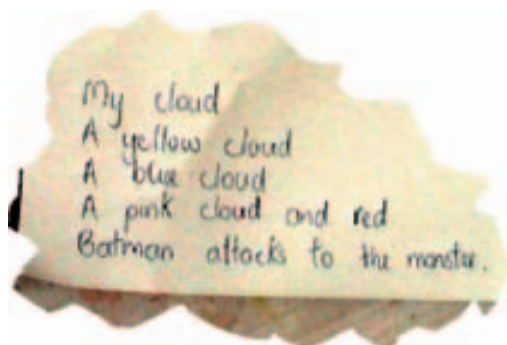 My cloud
A yellow cloud
A blue cloud
A pink cloud and red
Batman attacks to the monster.